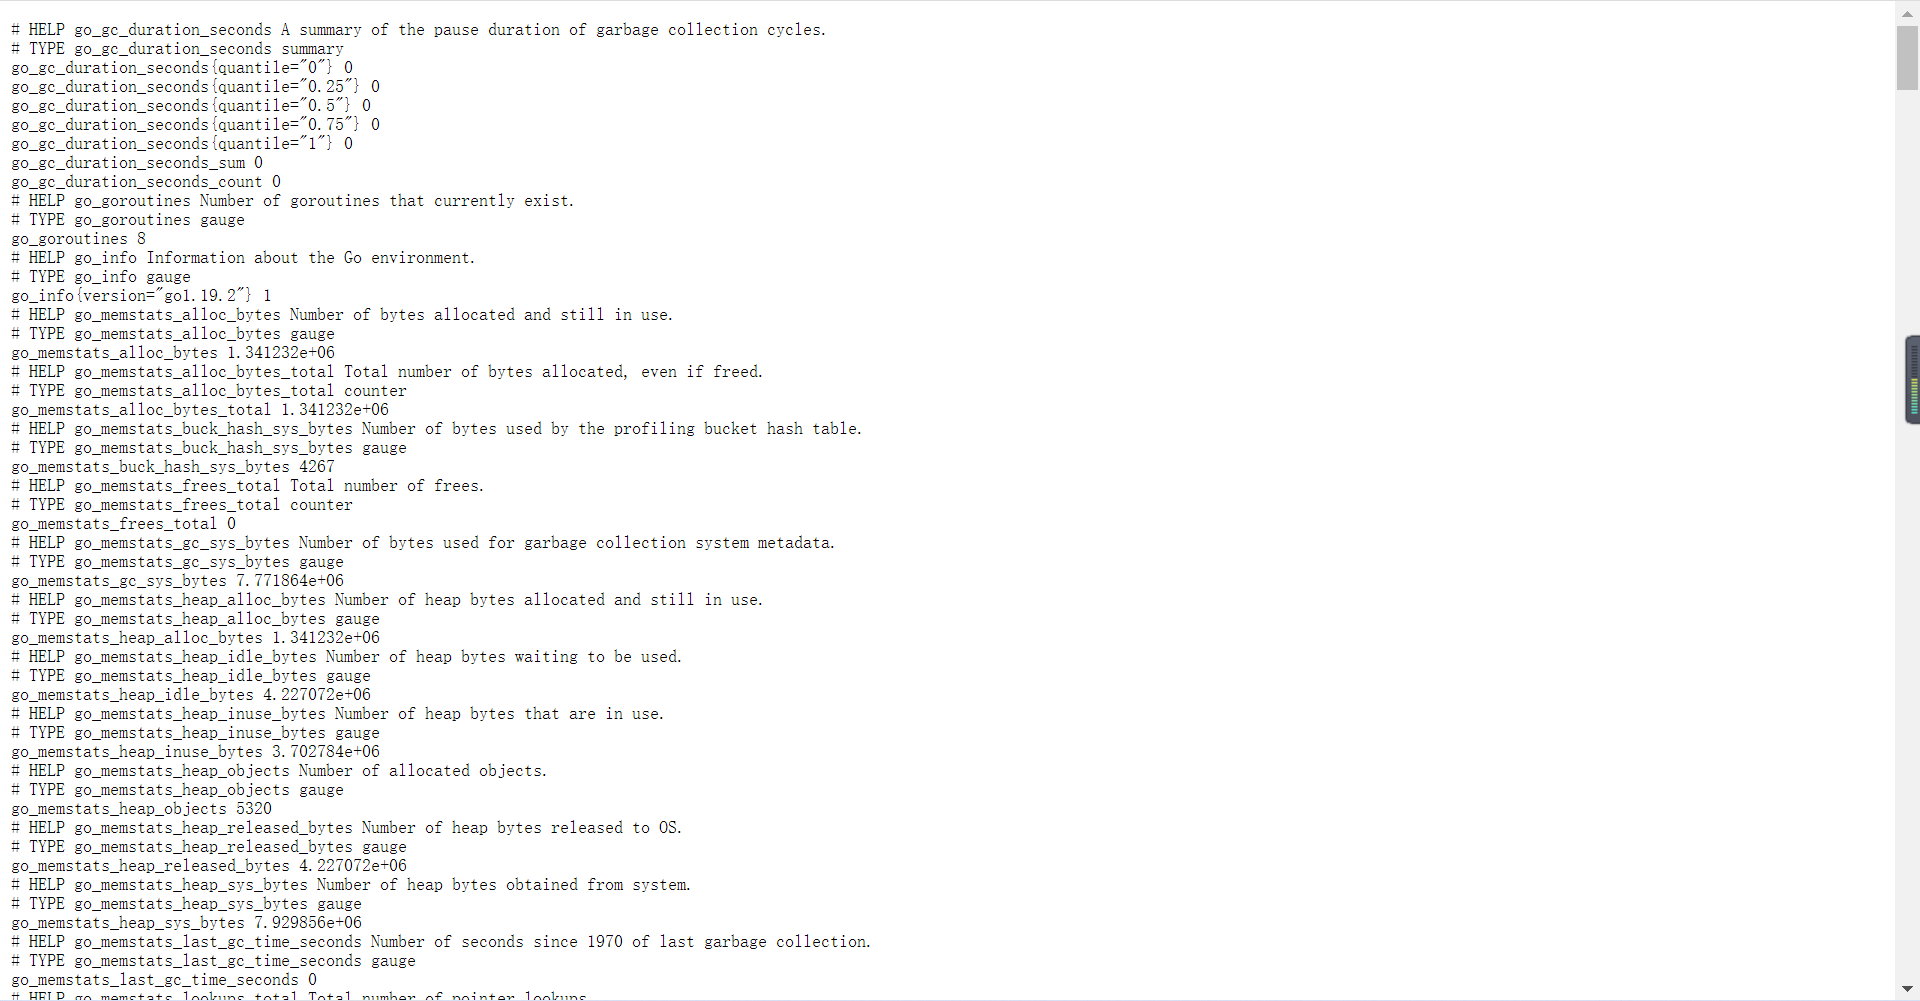 # HELP go_gc_duration_seconds A summary of the pause duration of garbage collection cycles.
# TYPE go_gc_duration_seconds summary
go_gc_duration_seconds{quantile="0"} 0
go_gc_duration_seconds{quantile="0.25"} 0
go_gc_duration_seconds{quantile="0.5"} 0
go_gc_duration_seconds{quantile="0.75"} 0
go_gc_duration_seconds{quantile="1"} 0
go_gc_duration_seconds_sum 0
go_gc_duration_seconds_count 0
# HELP go_goroutines Number of goroutines that currently exist.
# TYPE go_goroutines gauge
go_goroutines 8
# HELP go_info Information about the Go environment.
# TYPE go_info gauge
go_info{version="go1.19.2"} 1
# HELP go_memstats_alloc_bytes Number of bytes allocated and still in use.
# TYPE go_memstats_alloc_bytes gauge
go_memstats_alloc_bytes 1.341232e+06
# HELP go_memstats_alloc_bytes_total Total number of bytes allocated, even if freed.
# TYPE go_memstats_alloc_bytes_total counter
go_memstats_alloc_bytes_total 1.341232e+06
# HELP go_memstats_buck_hash_sys_bytes Number of bytes used by the profiling bucket hash table.
# TYPE go_memstats_buck_hash_sys_bytes gauge
go_memstats_buck_hash_sys_bytes 4267
# HELP go_memstats_frees_total Total number of frees.
# TYPE go_memstats_frees_total counter
go_memstats_frees_total 0
# HELP go_memstats_gc_sys_bytes Number of bytes used for garbage collection system metadata.
# TYPE go_memstats_gc_sys_bytes gauge
go_memstats_gc_sys_bytes 7.771864e+06
# HELP go_memstats_heap_alloc_bytes Number of heap bytes allocated and still in use.
# TYPE go_memstats_heap_alloc_bytes gauge
go_memstats_heap_alloc_bytes 1.341232e+06
# HELP go_memstats_heap_idle_bytes Number of heap bytes waiting to be used.
# TYPE go_memstats_heap_idle_bytes gauge
go_memstats_heap_idle_bytes 4.227072e+06
# HELP go_memstats_heap_inuse_bytes Number of heap bytes that are in use.
# TYPE go_memstats_heap_inuse_bytes gauge
go_memstats_heap_inuse_bytes 3.702784e+06
# HELP go_memstats_heap_objects Number of allocated objects.
# TYPE go_memstats_heap_objects gauge
go_memstats_heap_objects 5320
# HELP go_memstats_heap_released_bytes Number of heap bytes released to OS.
# TYPE go_memstats_heap_released_bytes gauge
go_memstats_heap_released_bytes 4.227072e+06
# HELP go_memstats_heap_sys_bytes Number of heap bytes obtained from system.
# TYPE go_memstats_heap_sys_bytes gauge
go_memstats_heap_sys_bytes 7.929856e+06
# HELP go_memstats_last_gc_time_seconds Number of seconds since 1970 of last garbage collection.
# TYPE go_memstats_last_gc_time_seconds gauge
go_memstats_last_gc_time_seconds 0
# HELP go_memstats_lookups_total Total number of pointer lookups.